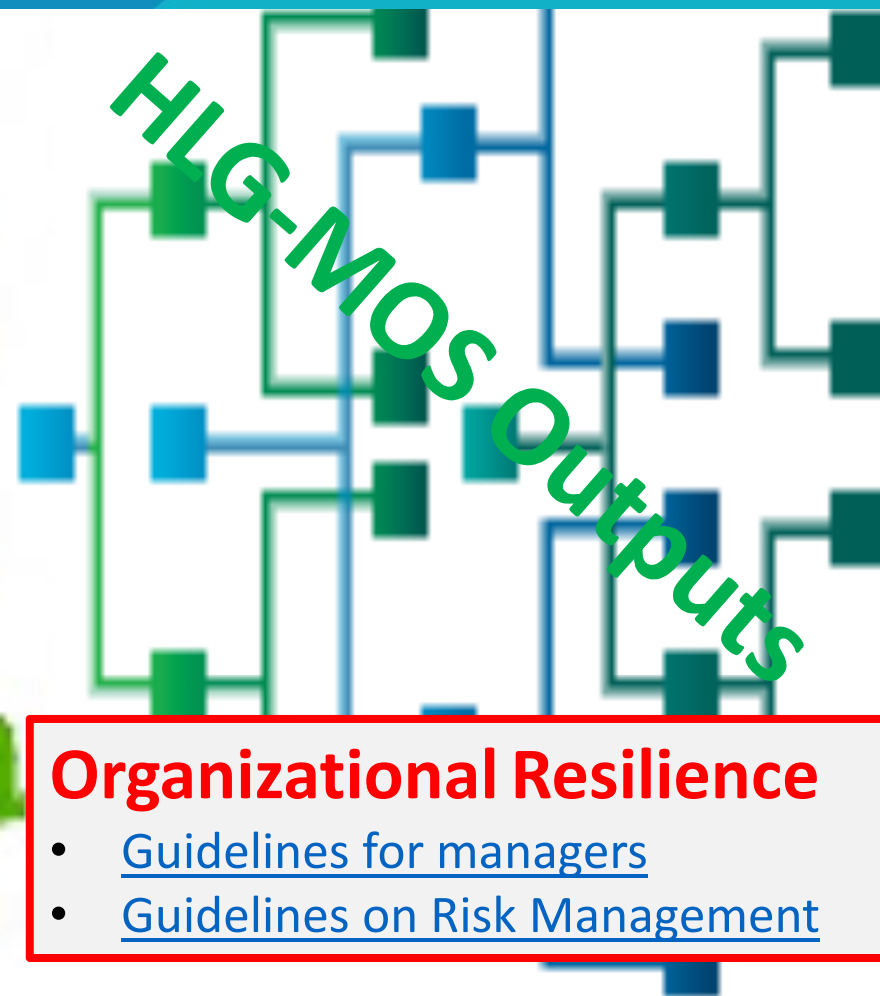 HLG-MOS Outputs
Organizational Resilience
• Guidelines for managers
• Guidelines on Risk Management